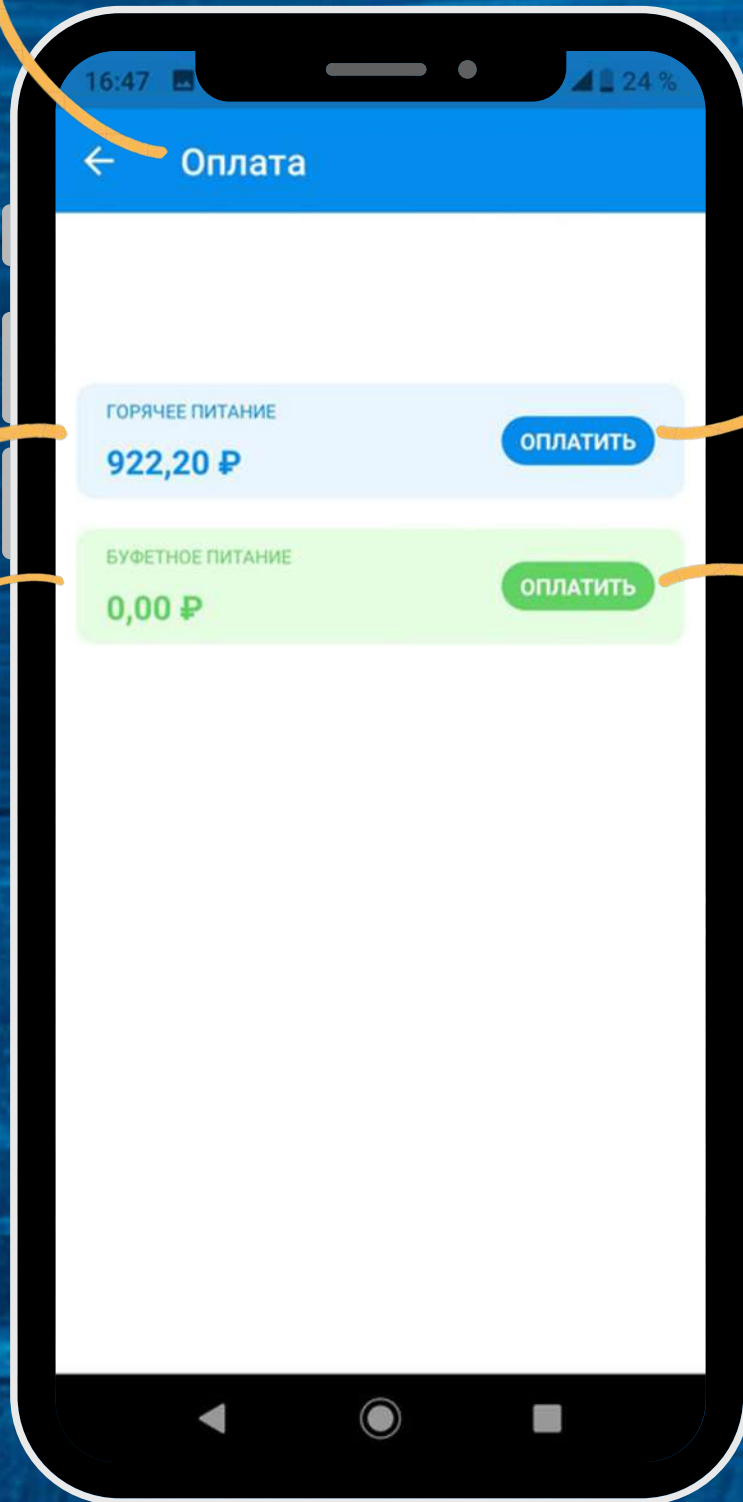 16:47
24 %
Оплата
ГОРЯЧЕЕ ПИТАНИЕ
922,20 ₽
ОПЛАТИТЬ
БУФЕТНОЕ ПИТАНИЕ
0,00 ₽
ОПЛАТИТЬ